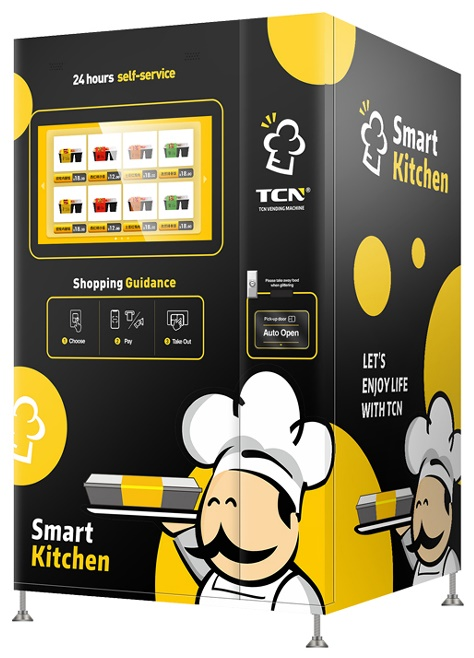 24 hours self-service
TCN®
TCN VENDING MACHINE
Smart
Kitchen
Shopping Guidance
1 Choose
2 Pay
3 Take Out
Please take away food
when glittering
Pick-up door
Auto Open
LET'S
ENJOY LIFE
WITH TCN
Smart
Kitchen